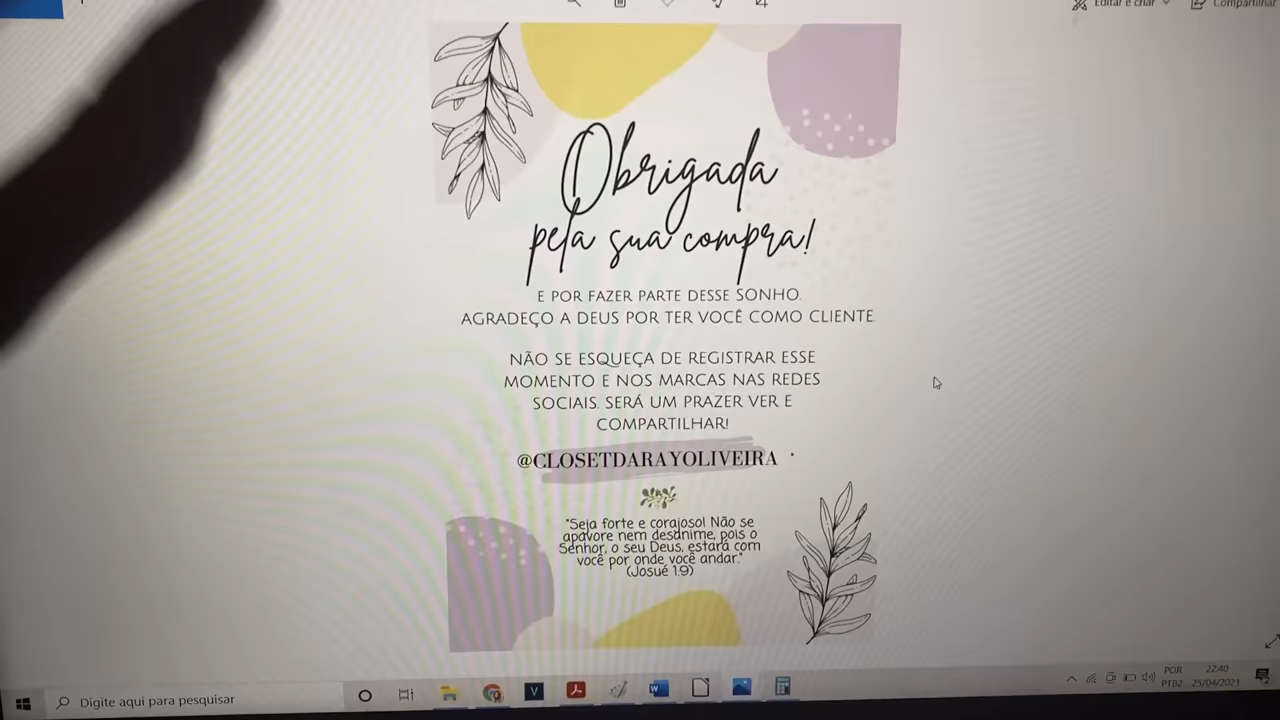 Editar e criar
Compartilhar
Obrigada
pela sua compra!
E POR FAZER PARTE DESSE SONHO.
AGRADEÇO A DEUS POR TER VOCÊ COMO CLIENTE.
NÃO SE ESQUEÇA DE REGISTRAR ESSE
MOMENTO E NOS MARCAS NAS REDES
SOCIAIS. SERÁ UM PRAZER VER E
COMPARTILHAR!
@CLOSETDARAYOLIVEIRA
"Seja forte e corajoso! Não se
apavore nem desanime, pois o
Senhor, o seu Deus, estará com
você por onde você andar."
(Josué 1:9)
Digite aqui para pesquisar
POR
PTB2
22:40
25/04/2021